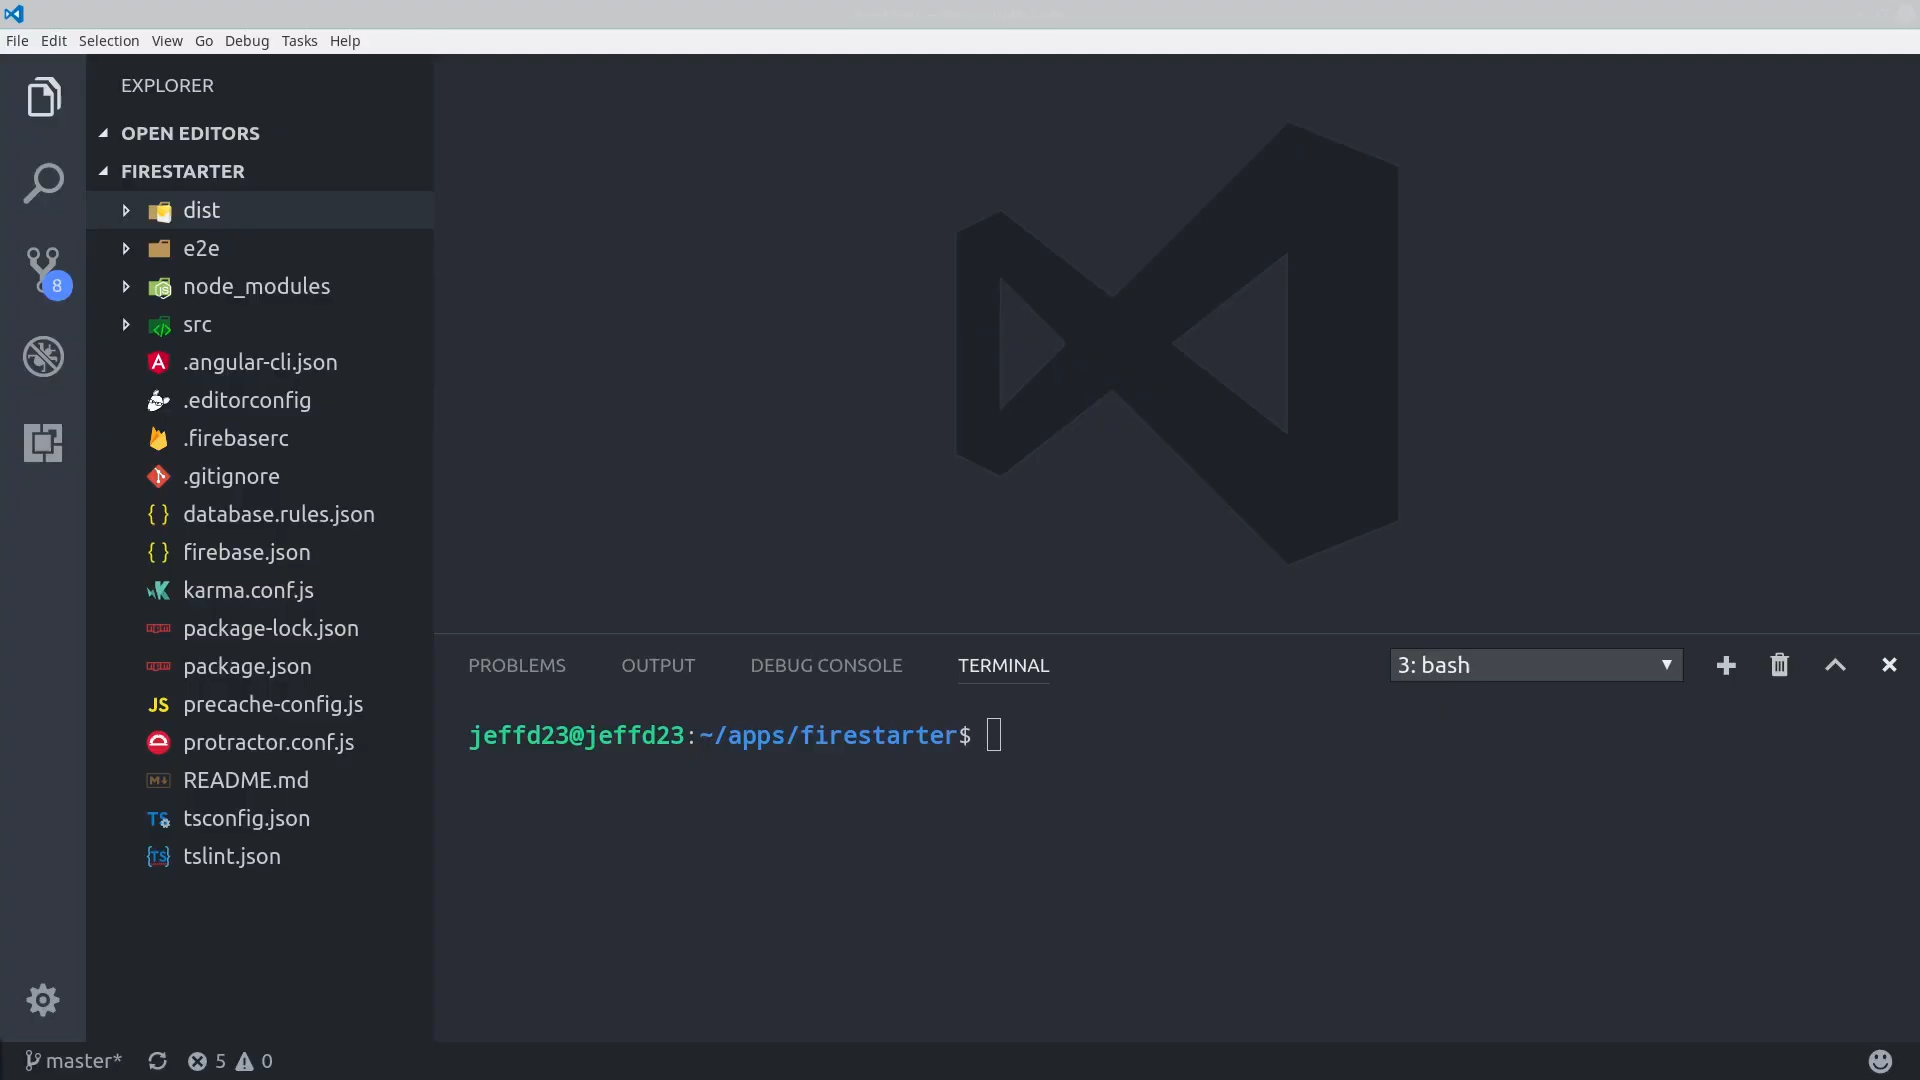 File Edit Selection View Go Debug Tasks Help
EXPLORER
OPEN EDITORS
FIRESTARTER
dist
e2e
node_modules
src
.angular-cli.json
.editorconfig
.firebaserc
.gitignore
database.rules.json
firebase.json
karma.conf.js
package-lock.json
package.json
precache-config.js
protractor.conf.js
README.md
tsconfig.json
tslint.json
8
PROBLEMS OUTPUT DEBUG CONSOLE TERMINAL 3: bash
jeffd23@jeffd23:~/apps/firestarter$
master* 5 0